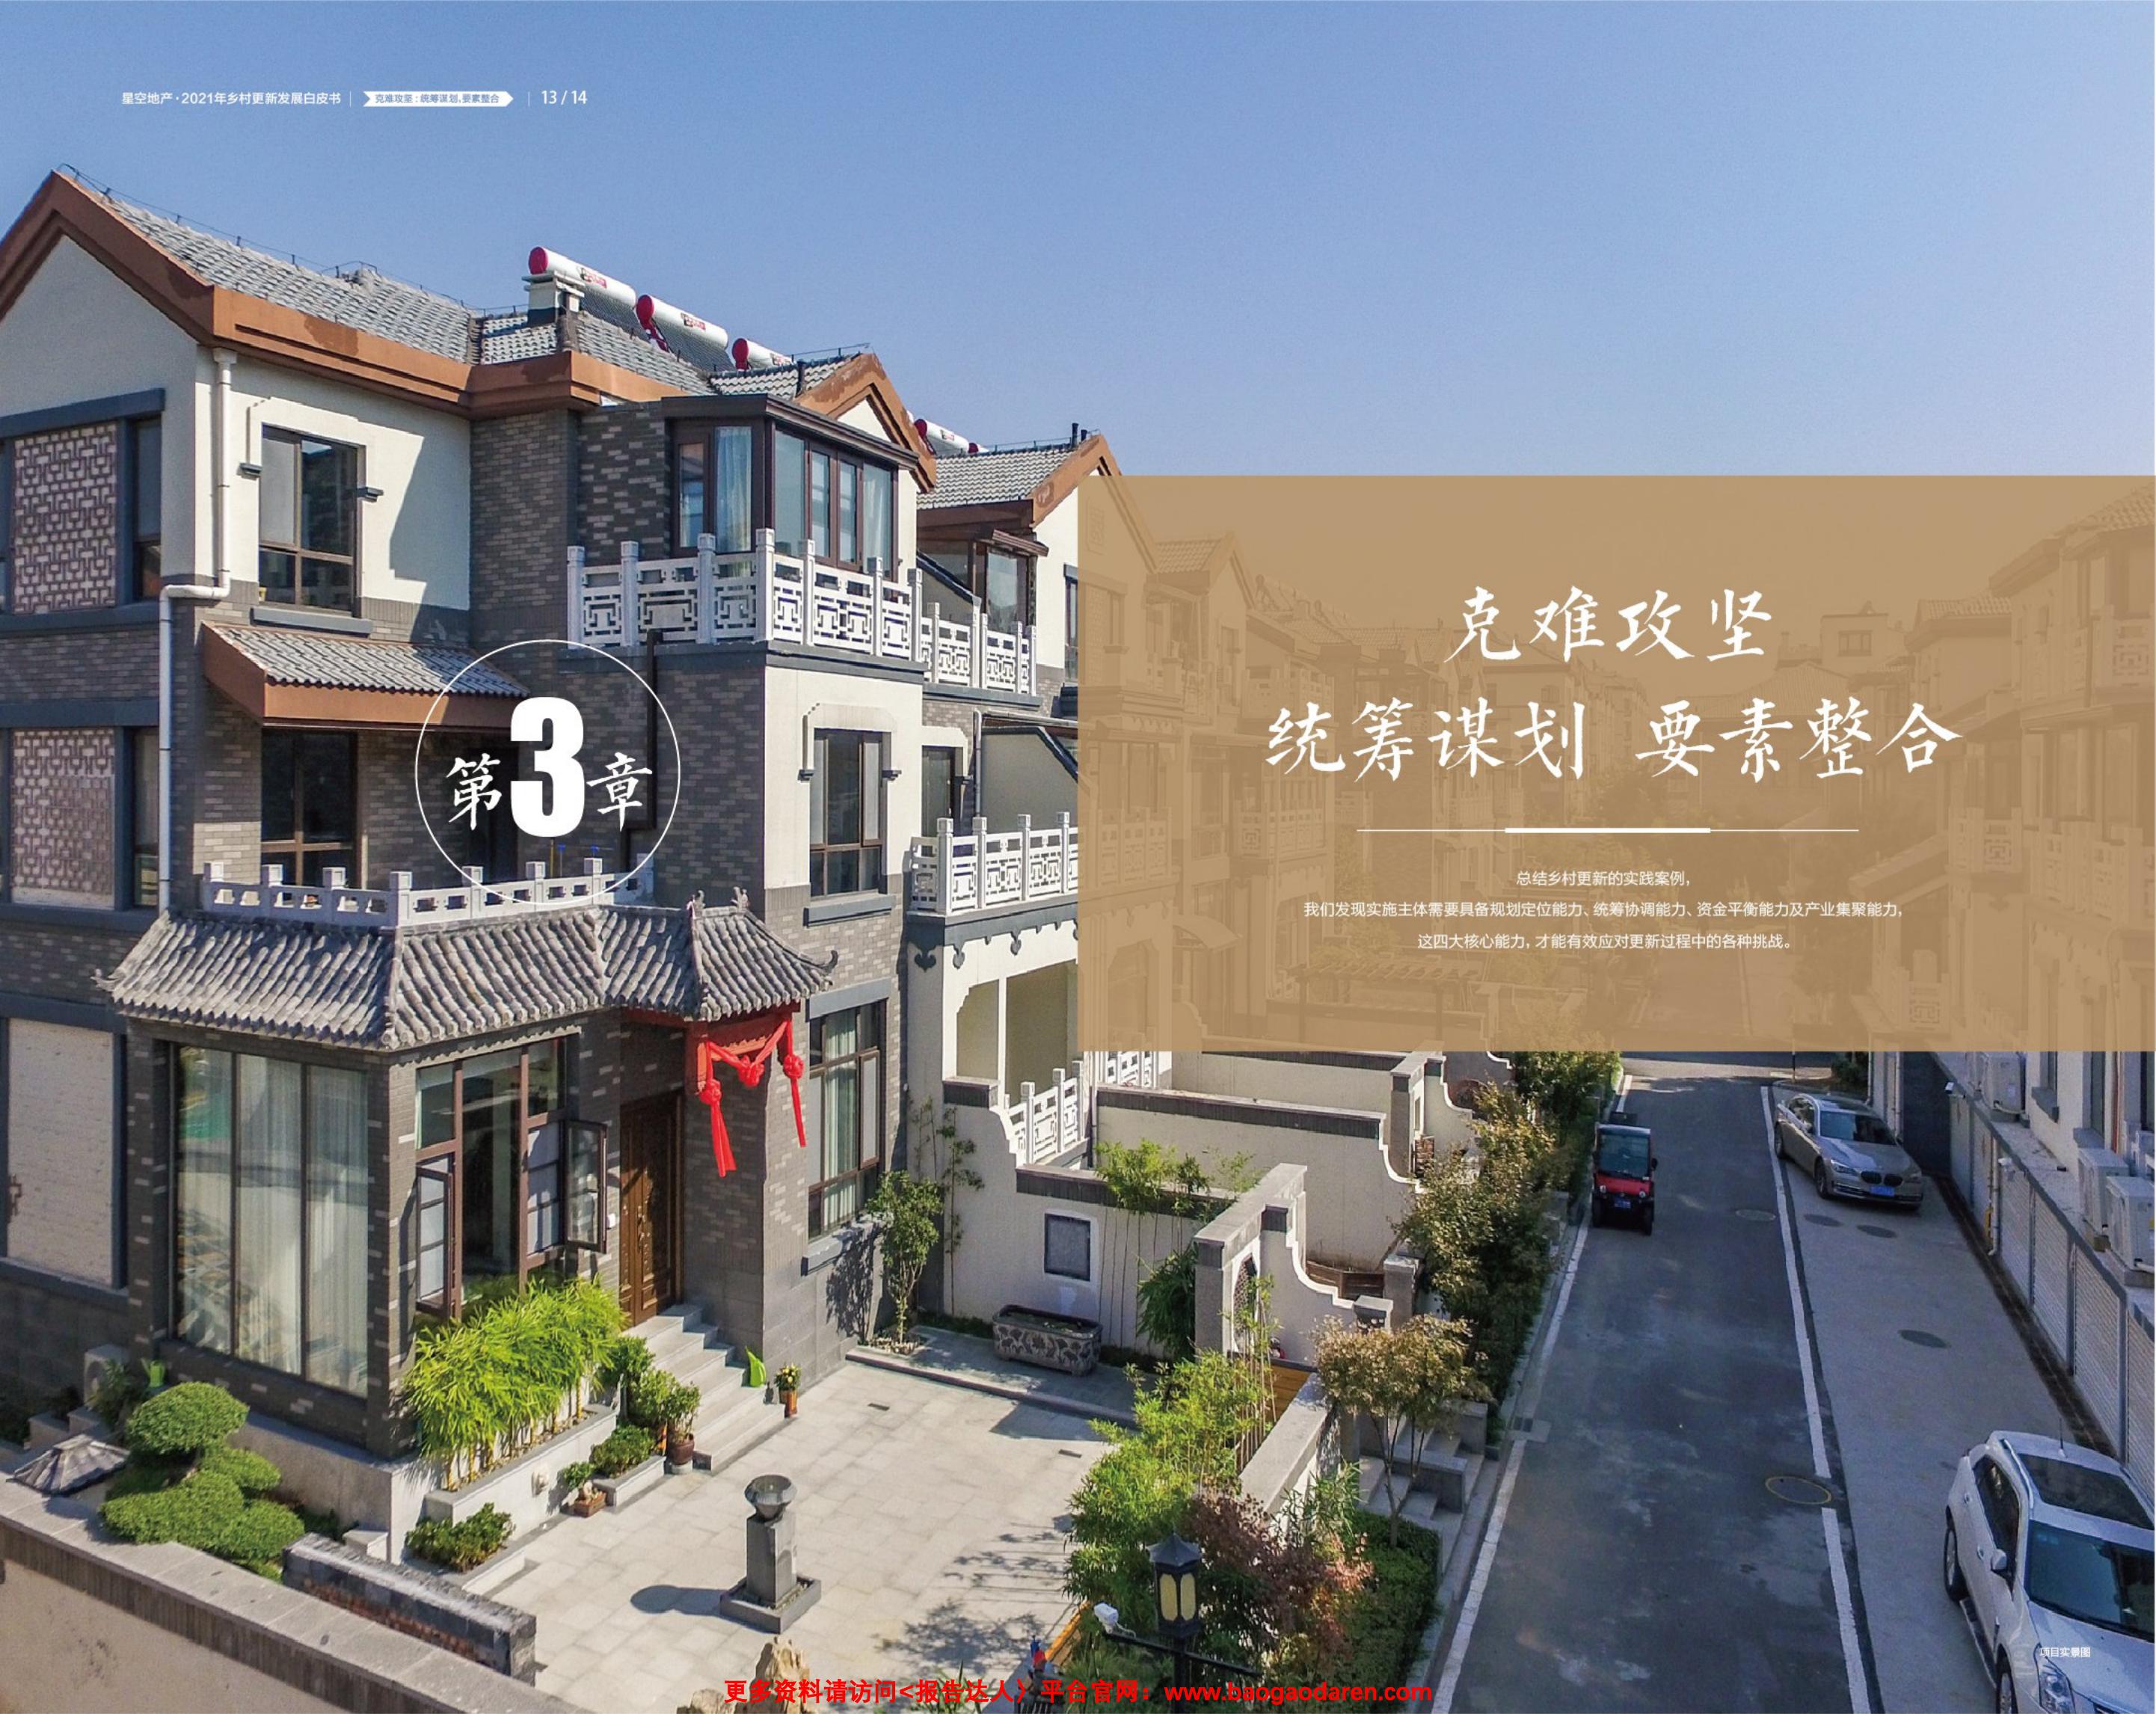 星空地产·2021年乡村更新发展白皮书 | 克难攻坚：统筹谋划，要素整合 | 13 / 14
第3章
克难攻坚
统筹谋划 要素整合
总结乡村更新的实践案例，
我们发现实施主体需要具备规划定位能力、统筹协调能力、资金平衡能力及产业集聚能力，
这四大核心能力，才能有效应对更新过程中的各种挑战。
项目实景图
更多资料请访问<报告达人》平台官网：www.baogaodaren.com